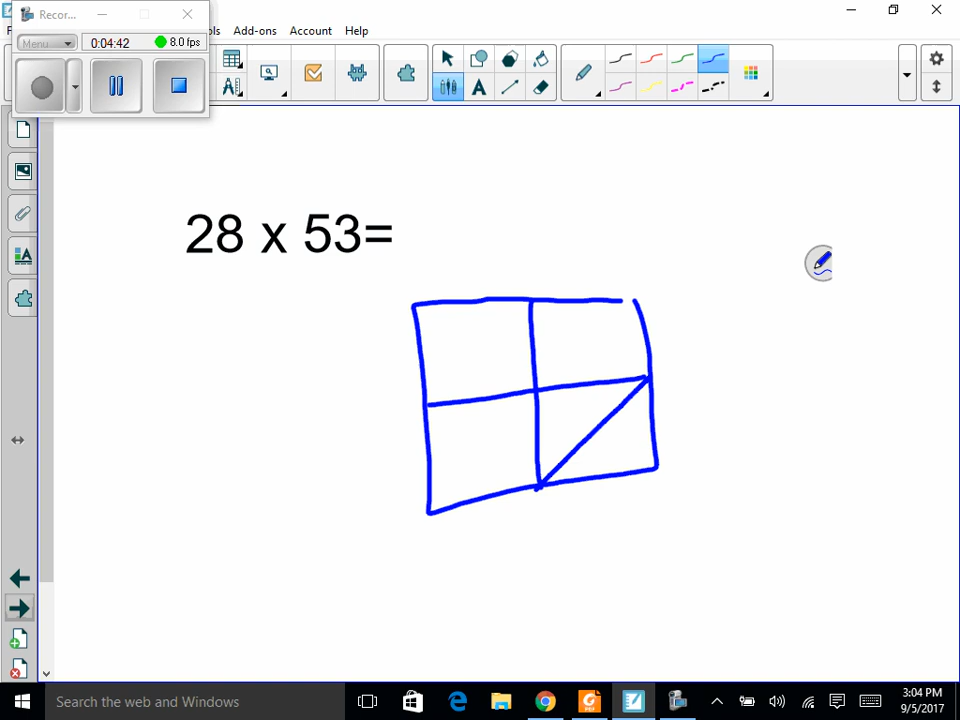 Recor...
ols Add-ons Account Help
Menu 0:04:42 8.0 fps
28 x 53=
Search the web and Windows
3:04 PM
9/5/2017